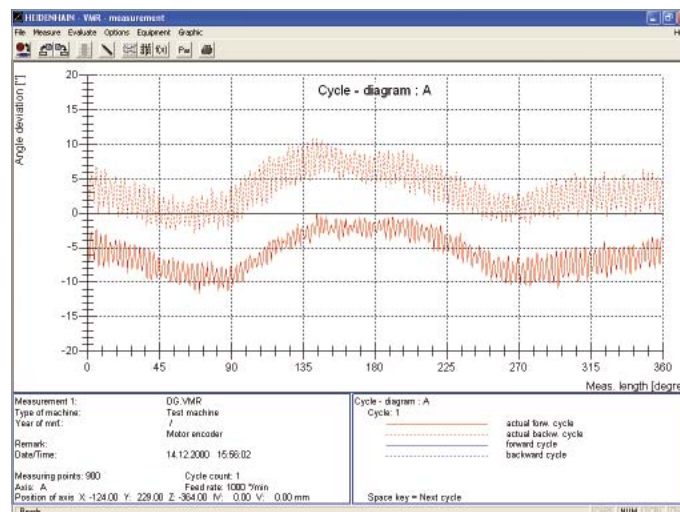 HEIDENHAIN - VMR - measurement
File Measure Evaluate Options Equipment Graphic
f(x) Par
Cycle - diagram : A
Angle deviation ["]
20
15
10
5
0
-5
-10
-15
-20
0 45 90 135 180 225 270 315 360
Meas. length [degre
Measurement 1: DG.VMR
Type of machine: Test machine
Year of mnf.: /
Motor encoder
Remark:
Date/Time: 14.12.2000 15:56:02
Measuring points: 900 Cycle count: 1
Axis: A Feed rate: 1000 °/min
Position of axis X: -124.00 Y: 229.00 Z: -364.00 W: 0.00 V: 0.00 mm
Cycle - diagram : A
Cycle: 1
actual forw. cycle
actual backw. cycle
forward cycle
backward cycle
Space key = Next cycle
Ready
NUM